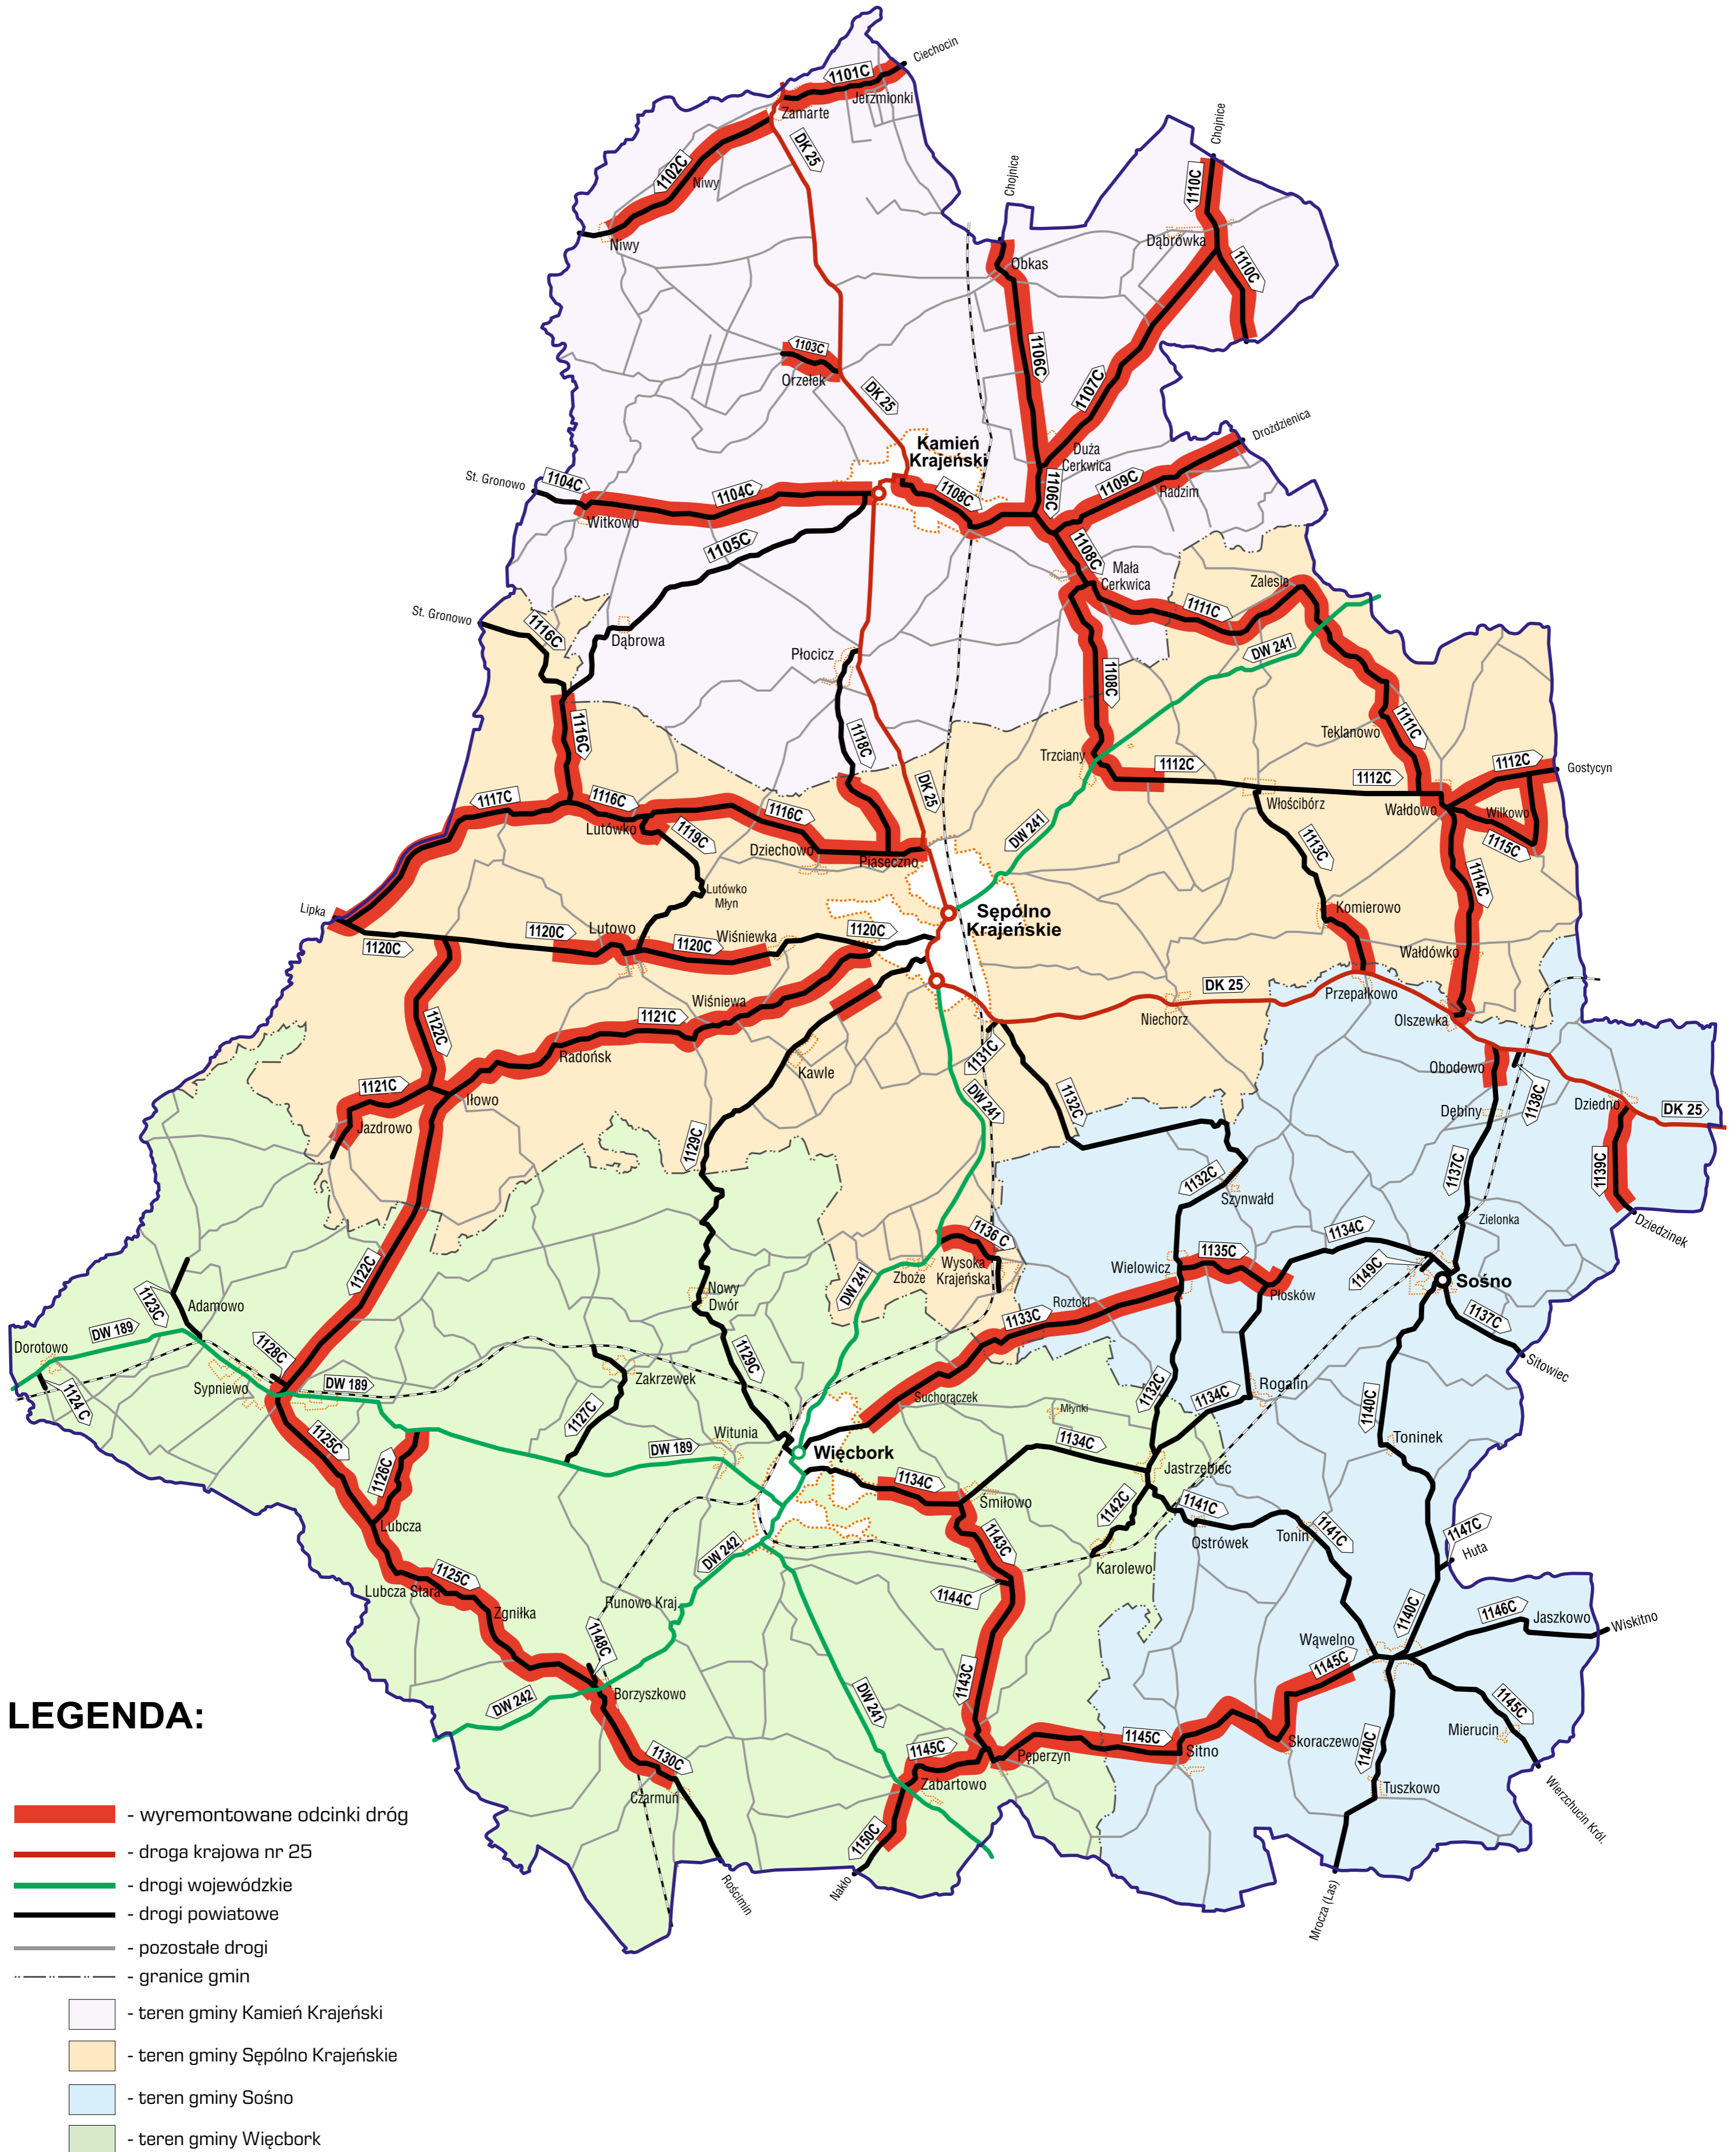 Ciechocin
1101C
Jerzmionki
Zamarte
DK 25
1102C
Niwy
Niwy
Chojnice
Chojnice
1110C
Dąbrówka
1110C
Obkas
1103C
Orzełek
DK 25
1106C
1107C
Kamień
Krajeński
Duża
Cerkwica
Drożdzienica
St. Gronowo
1104C
1104C
1108C
1106C
1109C
Radzim
Witkowo
1105C
1108C
Mała
Cerkwica
Zalesie
St. Gronowo
1116C
Dąbrowa
1111C
DW 241
Płocicz
1108C
1116C
1118C
Teklanowo
1111C
Trzciany
1112C
1112C
1112C
Gostycyn
DK 25
1117C
1116C
1116C
Włościbórz
Wałdowo
Wilkowo
Lutówko
1119C
Dziechowo
Piaseczno
DW 241
1113C
1115C
1114C
Lutówko
Młyn
Lipka
Sępólno
Krajeńskie
Komierowo
1120C
1120C
Lutowo
1120C
Wiśniewka
1120C
Wałdówko
DK 25
Przepałkowo
Wiśniewa
Niechorz
1122C
1121C
Olszewka
Radońsk
1131C
Kawle
Obodowo
1138C
1121C
Iłowo
DW 241
1132C
Dębiny
Dziedno
DK 25
Jazdrowo
1129C
1137C
1139C
1132C
Szynwałd
Zielonka
Dziedzinek
1136 C
1134C
1122C
Zboże
Wysoka
Krajeńska
Wielowicz
1135C
1149C
Sośno
DW 241
Nowy
Dwór
Roztoki
Płosków
1123C
Adamowo
1133C
1137C
DW 189
Dorotowo
1128C
1129C
Sitowiec
1124 C
Sypniewo
DW 189
Zakrzewek
1132C
Rogalin
Suchorączek
1134C
1140C
Młynki
1127C
Witunia
1125C
DW 189
Więcbork
1134C
Toninek
1126C
1134C
Jastrzębiec
Śmiłowo
1142C
1141C
Lubcza
Ostrówek
Tonin
1141C
1147C
Huta
DW 242
1143C
Karolewo
1125C
Lubcza Stara
1144C
Zgniłka
Runowo Kraj.
1140C
1146C
Jaszkowo
Wiskitno
1148C
Wąwelno
1145C
1143C
Borzyszkowo
DW 242
DW 241
1145C
LEGENDA:
Mierucin
1145C
1145C
Skoraczewo
1140C
1130C
Pęperzyn
Sitno
Czarmuń
Zabartowo
Tuszkowo
Wierzchucin Król.
1150C
Nakło
Rościmin
Mrocza (Las)
- wyremontowane odcinki dróg
- droga krajowa nr 25
- drogi wojewódzkie
- drogi powiatowe
- pozostałe drogi
- granice gmin
- teren gminy Kamień Krajeński
- teren gminy Sępólno Krajeńskie
- teren gminy Sośno
- teren gminy Więcbork